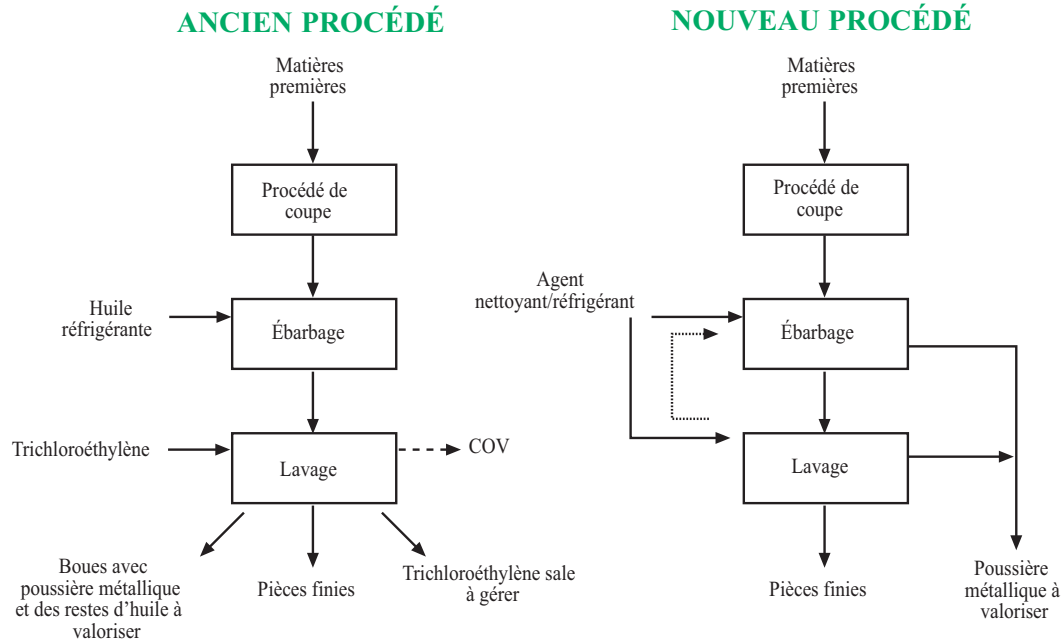 ANCIEN PROCÉDÉ
Matières
premières
Procédé de
coupe
Huile
réfrigérante
Ébarbage
Trichloroéthylène
Lavage
COV
Boues avec
poussière métallique
et des restes d’huile à
valoriser
Pièces finies
Trichloroéthylène sale
à gérer
NOUVEAU PROCÉDÉ
Matières
premières
Procédé de
coupe
Agent
nettoyant/réfrigérant
Ébarbage
Lavage
Pièces finies
Poussière
métallique à
valoriser